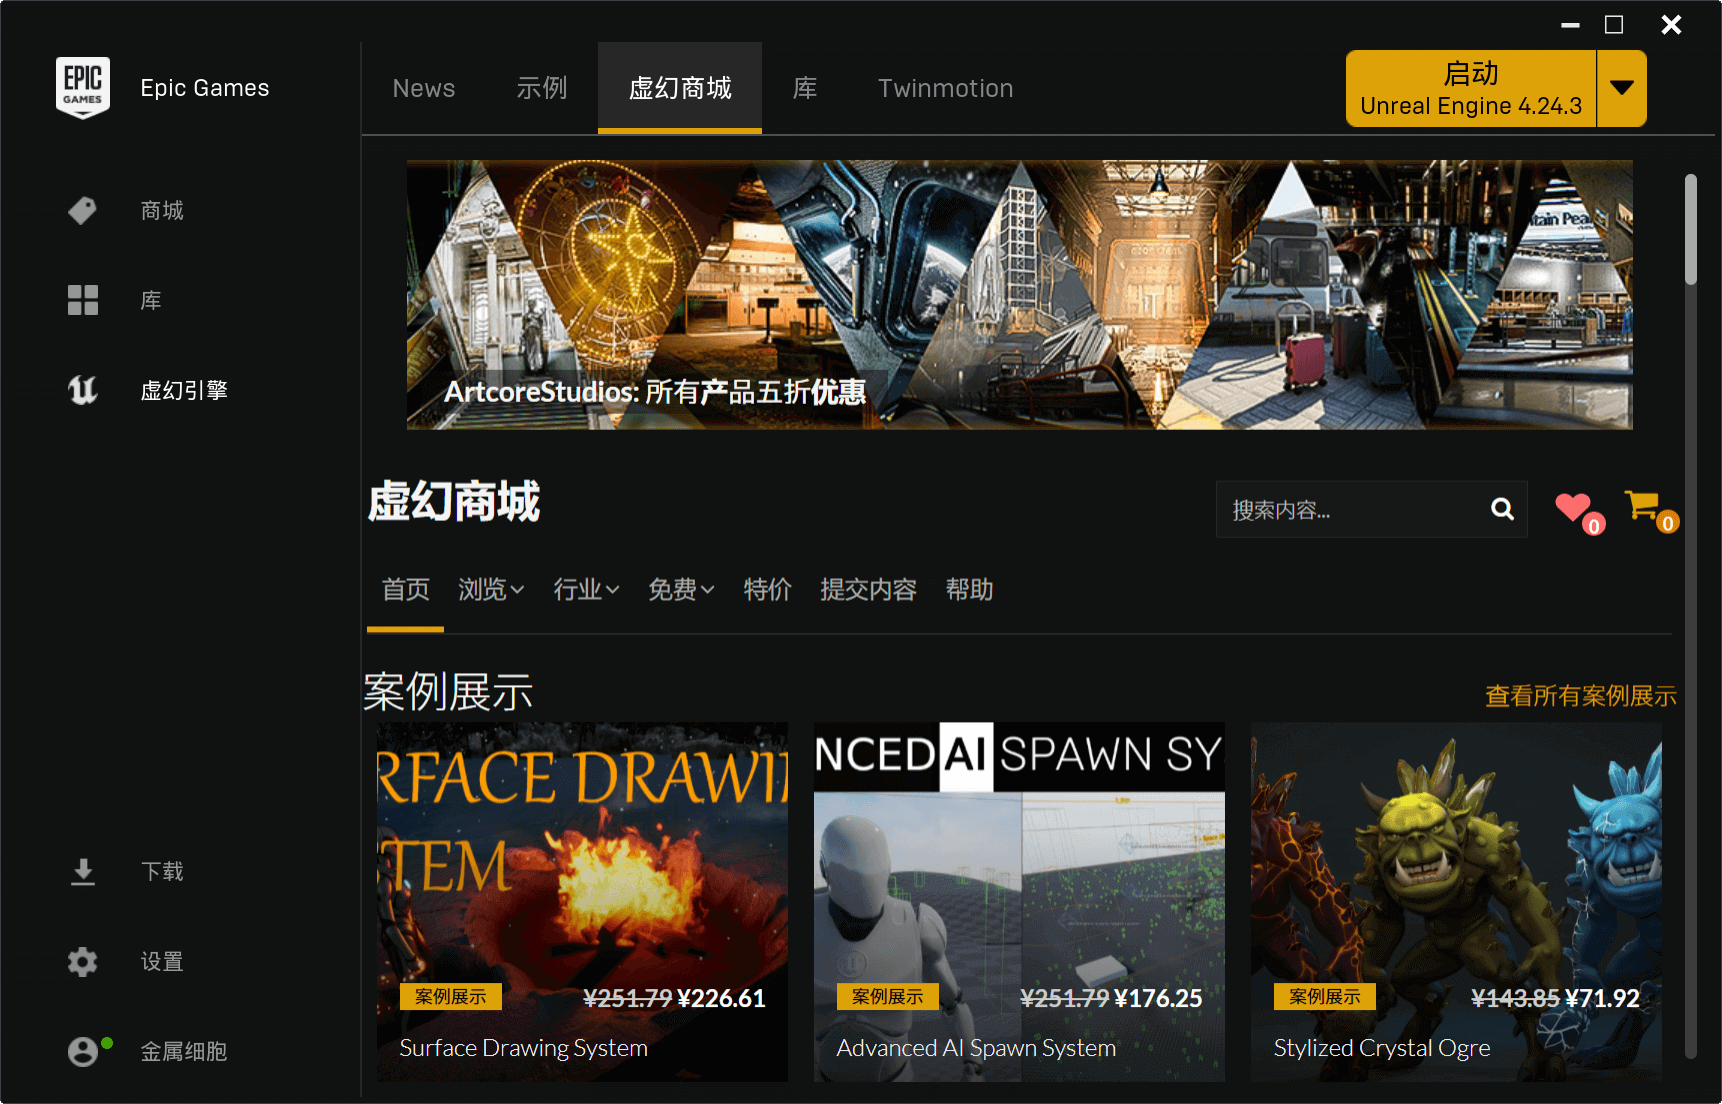 EPIC
GAMES
Epic Games
News
示例
虚幻商城
库
Twinmotion
启动
Unreal Engine 4.24.3
商城
库
虚幻引擎
下载
设置
金属细胞
ArtcoreStudios: 所有产品五折优惠
虚幻商城
搜索内容...
0
0
首页
浏览
行业
免费
特价
提交内容
帮助
案例展示
查看所有案例展示
RFACE DRAWI
TEM
案例展示
¥251.79 ¥226.61
Surface Drawing System
NCED AI SPAWN SY
案例展示
¥251.79 ¥176.25
Advanced AI Spawn System
案例展示
¥143.85 ¥71.92
Stylized Crystal Ogre